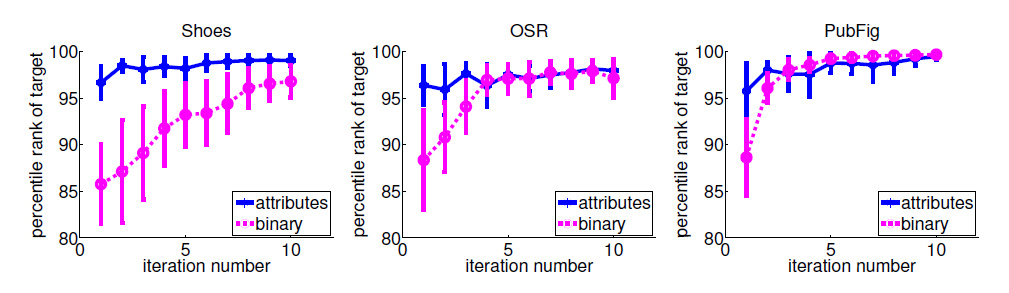 Shoes
percentile rank of target
100
95
90
85
80
0
5
10
iteration number
attributes
binary
OSR
percentile rank of target
100
95
90
85
80
0
5
10
iteration number
attributes
binary
PubFig
percentile rank of target
100
95
90
85
80
0
5
10
iteration number
attributes
binary